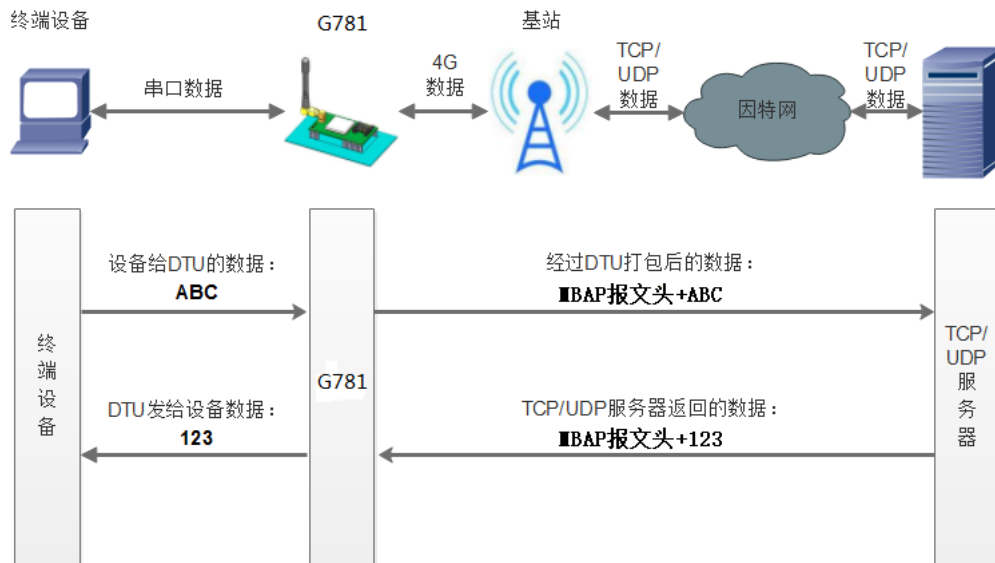 终端设备
G781
基站
串口数据
4G
数据
TCP/
UDP
数据
因特网
TCP/
UDP
数据
设备给DTU的数据：
ABC
经过DTU打包后的数据：
MBAP报文头+ABC
终
端
设
备
G781
TCP/
UDP
服
务
器
DTU发给设备数据：
123
TCP/UDP服务器返回的数据：
MBAP报文头+123